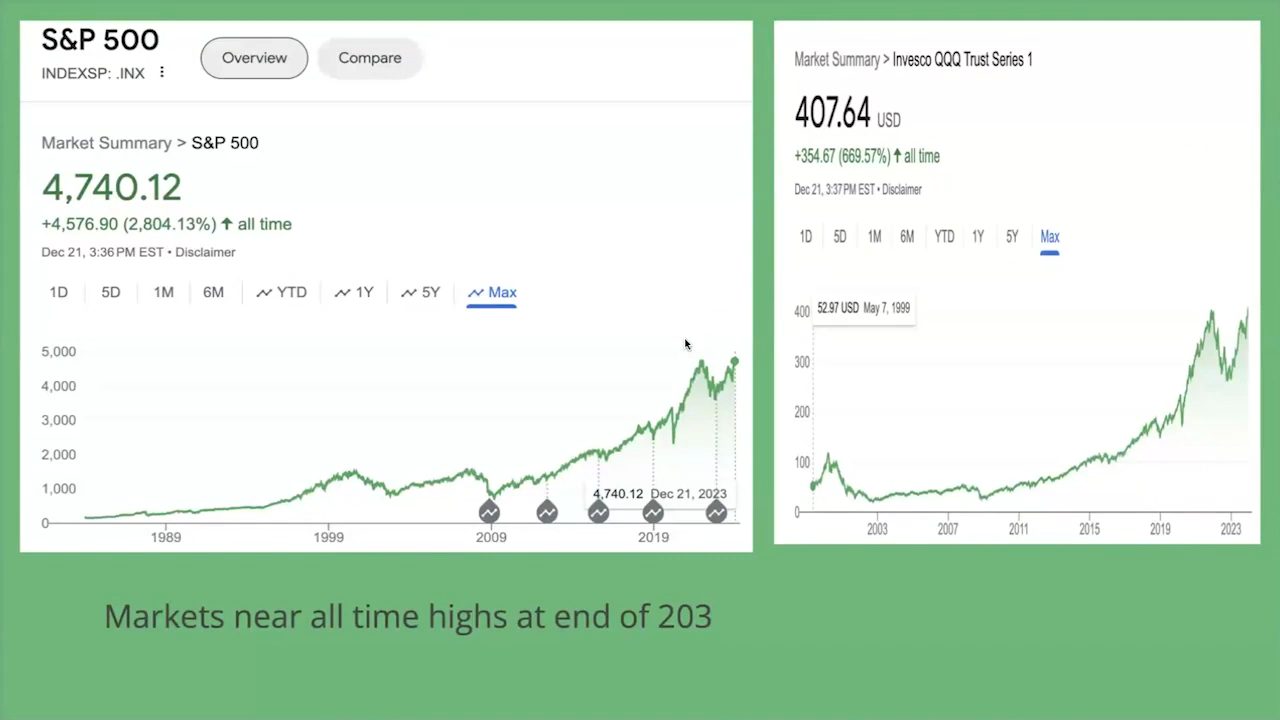 S&P 500
INDEXSP: .INX
Overview
Compare
Market Summary > S&P 500
4,740.12
+4,576.90 (2,804.13%) ↑ all time
Dec 21, 3:36 PM EST • Disclaimer
1D 5D 1M 6M YTD 1Y 5Y Max
5,000
4,000
3,000
2,000
1,000
0
4,740.12 Dec 21, 2023
1989 1999 2009 2019
Market Summary > Invesco QQQ Trust Series 1
407.64 USD
+354.67 (669.57%) ↑ all time
Dec 21, 3:37 PM EST • Disclaimer
1D 5D 1M 6M YTD 1Y 5Y Max
52.97 USD May 7, 1999
400
300
200
100
0
2003 2007 2011 2015 2019 2023
Markets near all time highs at end of 203